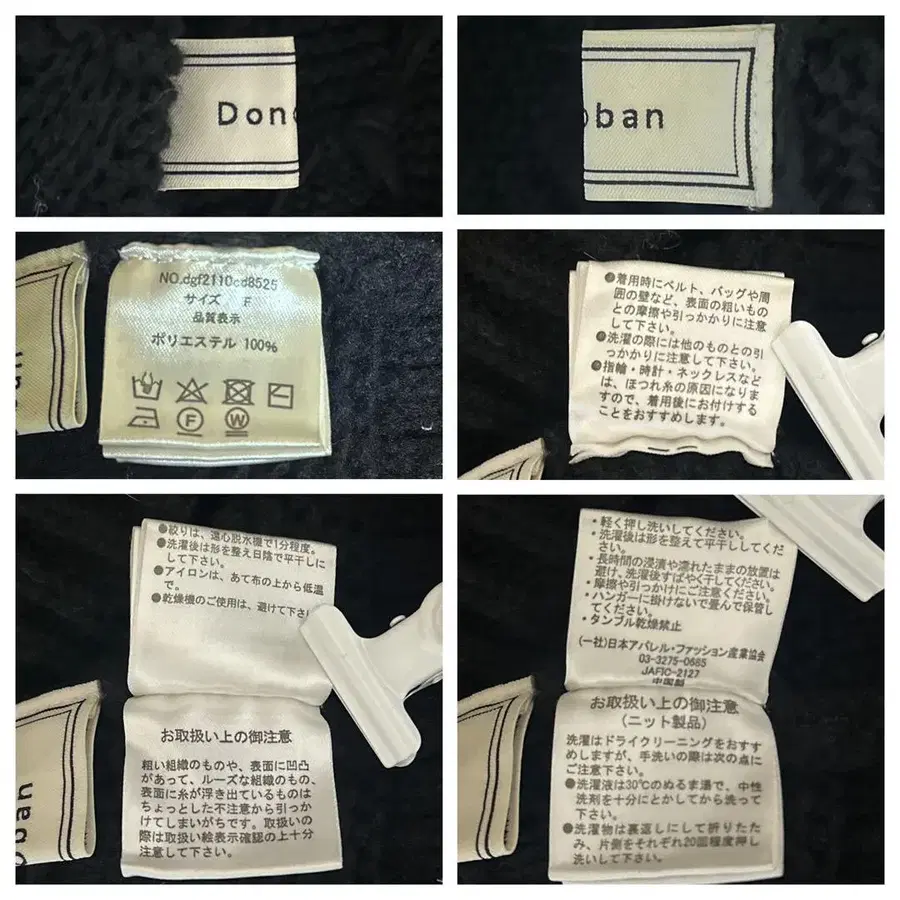 Don
oban
NO.dgf2110cd8525
サイズ F
品質表示
ポリエステル 100%
F
W
●着用時にベルト、バッグや周
囲の壁など、表面の粗いもの
との摩擦や引っかかりに注意
して下さい。
●洗濯の際には他のものとの引
っかかりに注意して下さい。
●指輪・時計・ネックレスなど
は、ほつれ糸の原因になりま
すので、着用後にお付けする
ことをおすすめします。
●絞りは、遠心脱水機で1分程度。
●洗濯後は形を整え日陰で平干しに
して下さい。
●アイロンは、あて布の上から低温
で。
●乾燥機のご使用は、避けて下さ
お取扱い上の御注意
粗い組織のものや、表面に凹凸
があって、ルーズな組織のもの、
表面に糸が浮き出ているものは
ちょっとした不注意から引っか
けてしまいがちです。取扱いの
際は取扱い絵表示確認の上十分
注意して下さい。
oban
・軽く押し洗いしてください。
・洗濯後は形を整えて平干ししてくだ
さい。
・長時間の浸漬や濡れたままの放置は
避け、洗濯後すばやく干してください。
・摩擦や引っかけにご注意ください。
・ハンガーに掛けないで畳んで保管し
てください。
・タンブル乾燥禁止
(一社)日本アパレル・ファッション産業協会
03-3275-0685
JAFIC-2127
中国製
お取扱い上の御注意
(ニット製品)
洗濯はドライクリーニングをおすす
めしますが、手洗いの際は次の点に
ご注意下さい。
●洗濯液は30℃のぬるま湯で、中性
洗剤を十分にとかしてから洗って
下さい。
●洗濯物は裏返しにして折りたた
み、片側をそれぞれ20回程度押し
洗いして下さい。